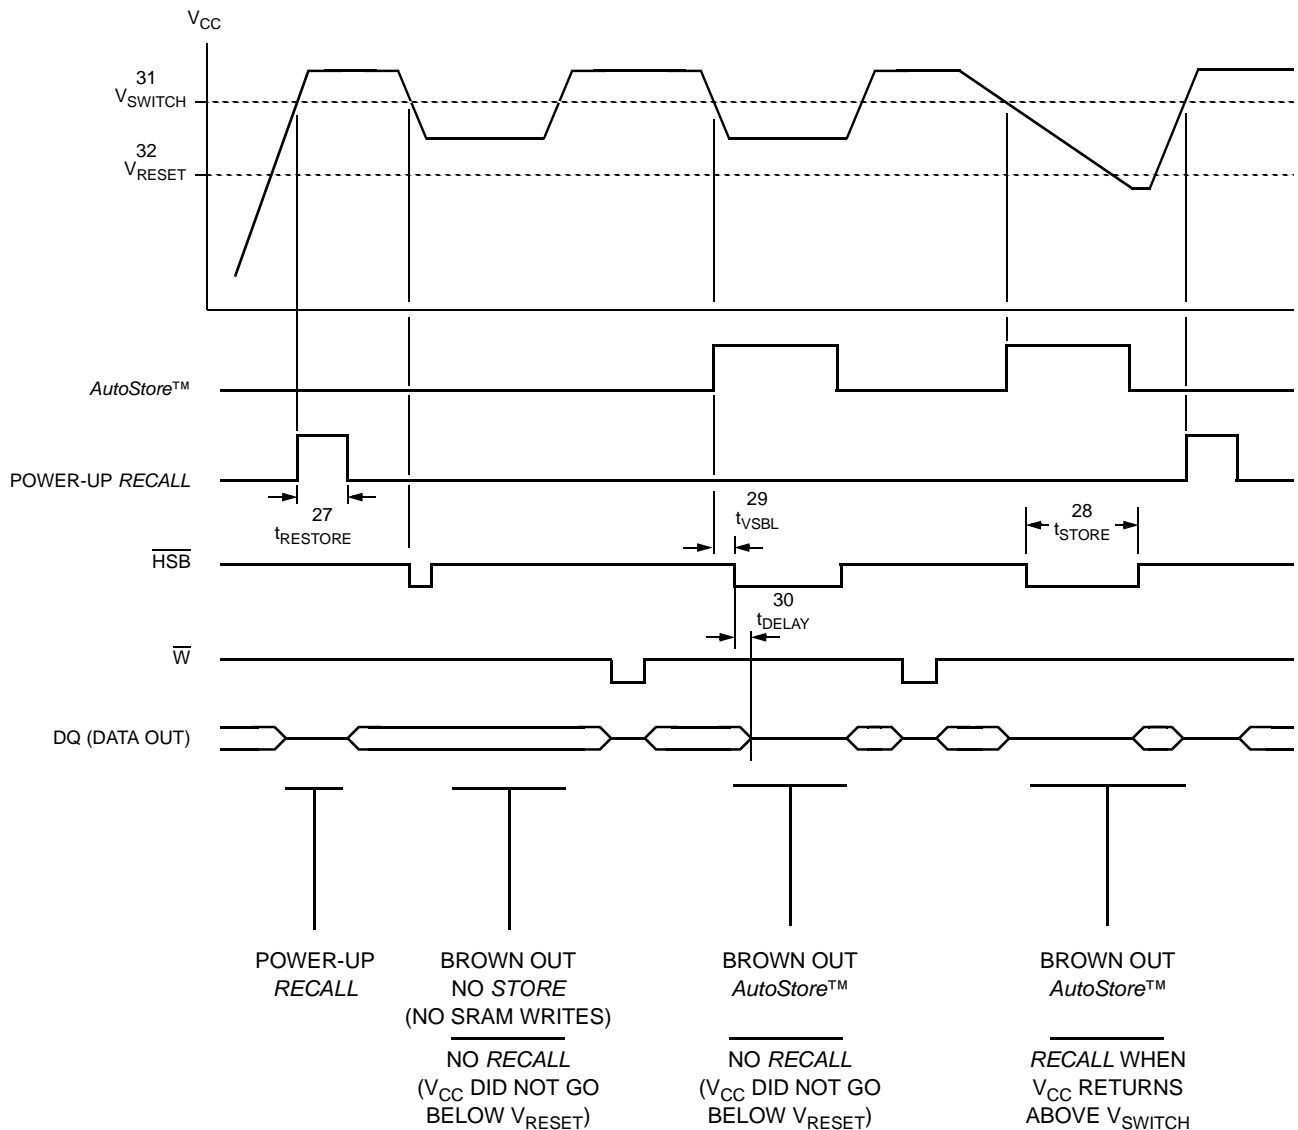 VCC
31
VSWITCH
32
VRESET
AutoStore™
POWER-UP RECALL
27
tRESTORE
29
tVSBL
28
tSTORE
HSB
30
tDELAY
W
DQ (DATA OUT)
POWER-UP
RECALL
BROWN OUT
NO STORE
(NO SRAM WRITES)
NO RECALL
(VCC DID NOT GO
BELOW VRESET)
BROWN OUT
AutoStore™
NO RECALL
(VCC DID NOT GO
BELOW VRESET)
BROWN OUT
AutoStore™
RECALL WHEN
VCC RETURNS
ABOVE VSWITCH